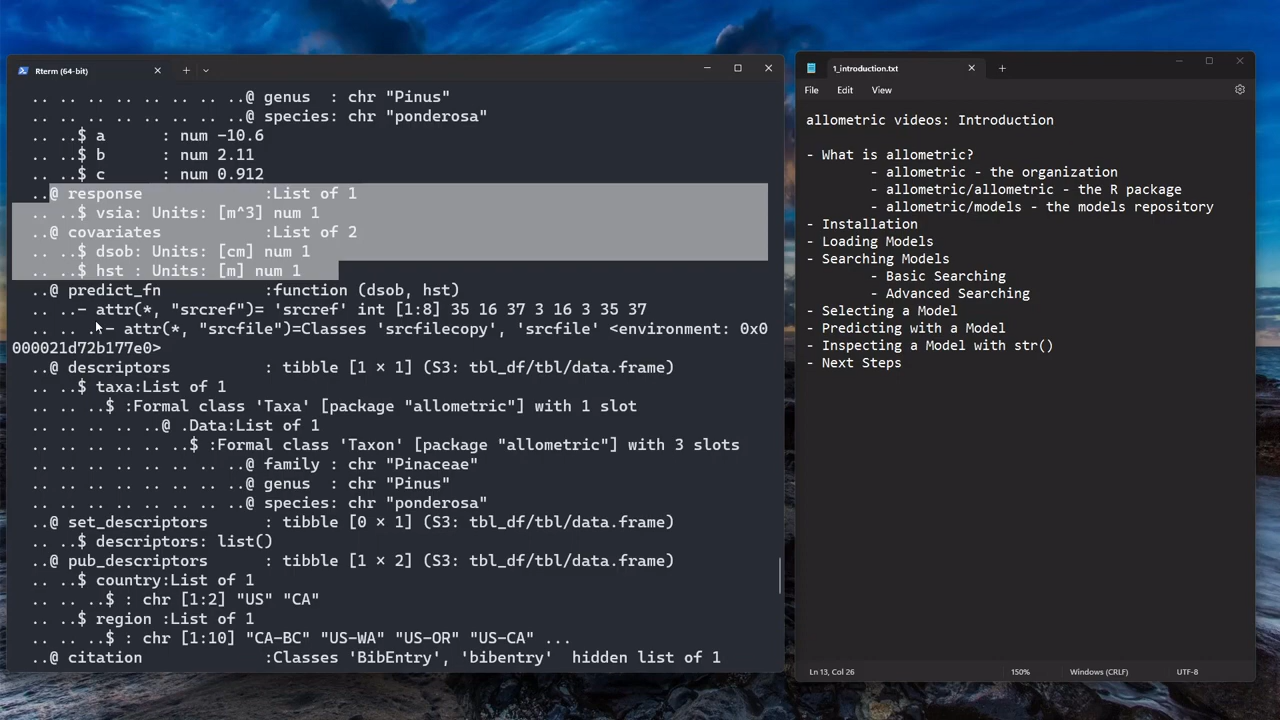 Rterm (64-bit)
.. .. .. .. .. .. .. ..@ genus  : chr "Pinus"
.. .. .. .. .. .. .. ..@ species: chr "ponderosa"
.. ..$ a      : num -10.6
.. ..$ b      : num 2.11
.. ..$ c      : num 0.912
..@ response             :List of 1
.. ..$ vsia: Units: [m^3] num 1
..@ covariates           :List of 2
.. ..$ dsob: Units: [cm] num 1
.. ..$ hst : Units: [m] num 1
..@ predict_fn           :function (dsob, hst)
.. ..- attr(*, "srcref")= 'srcref' int [1:8] 35 16 37 3 16 3 35 37
.. .. ..- attr(*, "srcfile")=Classes 'srcfilecopy', 'srcfile' <environment: 0x0
000021d72b177e0>
..@ descriptors          : tibble [1 × 1] (S3: tbl_df/tbl/data.frame)
.. ..$ taxa:List of 1
.. .. ..$ :Formal class 'Taxa' [package "allometric"] with 1 slot
.. .. .. .. ..@ .Data:List of 1
.. .. .. .. .. ..$ :Formal class 'Taxon' [package "allometric"] with 3 slots
.. .. .. .. .. .. .. ..@ family : chr "Pinaceae"
.. .. .. .. .. .. .. ..@ genus  : chr "Pinus"
.. .. .. .. .. .. .. ..@ species: chr "ponderosa"
..@ set_descriptors      : tibble [0 × 1] (S3: tbl_df/tbl/data.frame)
.. ..$ descriptors: list()
..@ pub_descriptors      : tibble [1 × 2] (S3: tbl_df/tbl/data.frame)
.. ..$ country:List of 1
.. .. ..$ : chr [1:2] "US" "CA"
.. ..$ region :List of 1
.. .. ..$ : chr [1:10] "CA-BC" "US-WA" "US-OR" "US-CA" ...
..@ citation             :Classes 'BibEntry', 'bibentry'  hidden list of 1
1_introduction.txt
File Edit View
allometric videos: Introduction
- What is allometric?
- allometric - the organization
- allometric/allometric - the R package
- allometric/models - the models repository
- Installation
- Loading Models
- Searching Models
- Basic Searching
- Advanced Searching
- Selecting a Model
- Predicting with a Model
- Inspecting a Model with str()
- Next Steps
Ln 13, Col 26 150% Windows (CRLF) UTF-8